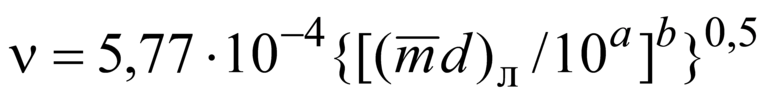 ν = 5,77 · 10⁻⁴{[(m̅d)л /10ᵃ]ᵇ}⁰,⁵